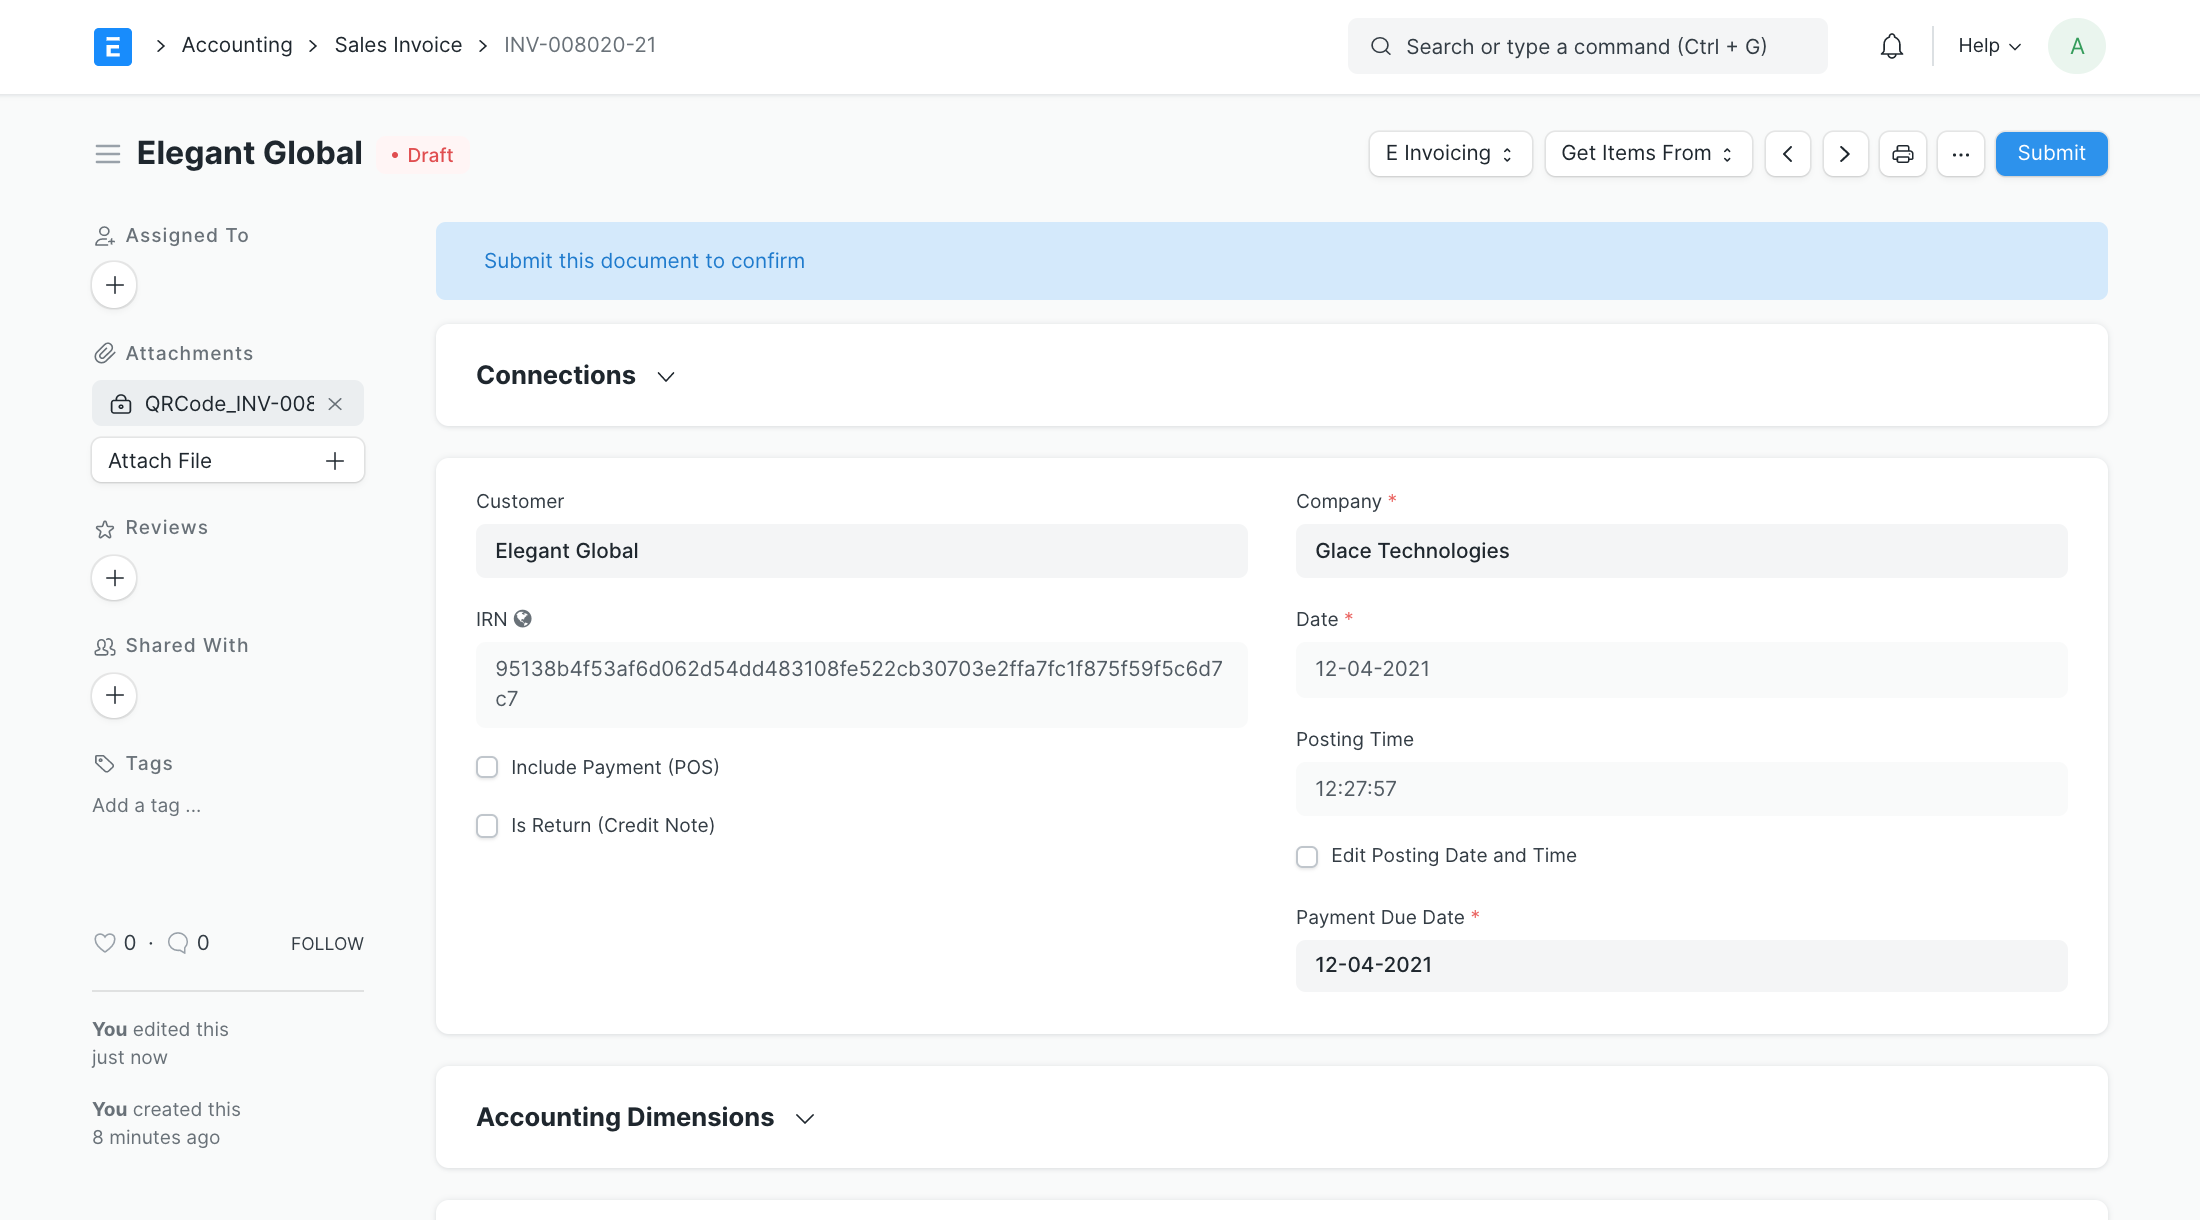 E
Accounting
Sales Invoice
INV-008020-21
Search or type a command (Ctrl + G)
Help
A
Elegant Global
Draft
E Invoicing
Get Items From
...
Submit
Assigned To
Attachments
QRCode_INV-008
Attach File
Reviews
Shared With
Tags
Add a tag ...
0 · 0
FOLLOW
You edited this
just now
You created this
8 minutes ago
Submit this document to confirm
Connections
Customer
Elegant Global
IRN
95138b4f53af6d062d54dd483108fe522cb30703e2ffa7fc1f875f59f5c6d7
c7
Include Payment (POS)
Is Return (Credit Note)
Company *
Glace Technologies
Date *
12-04-2021
Posting Time
12:27:57
Edit Posting Date and Time
Payment Due Date *
12-04-2021
Accounting Dimensions